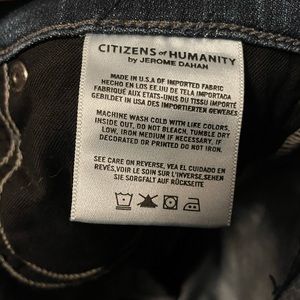 CITIZENS of HUMANITY
by JEROME DAHAN
MADE IN U.S.A OF IMPORTED FABRIC
HECHO EN LOS EE.UU DE TELA IMPORTADA
FABRIQUÉ AUX ETATS-UNIS DU TISSU IMPORTÉ
GEBILDET IN USA DES IMPORTIERTEN GEWEBES
MACHINE WASH COLD WITH LIKE COLORS,
INSIDE OUT, DO NOT BLEACH, TUMBLE DRY
LOW, IRON MEDIUM IF NECESSARY, IF
DECORATED OR PRINTED DO NOT IRON.
SEE CARE ON REVERSE, VEA EL CUIDADO EN
REVÉS, VOIR LE SOIN SUR L'INVERSE, SEHEN
SIE SORGFALT AUF RÜCKSEITE